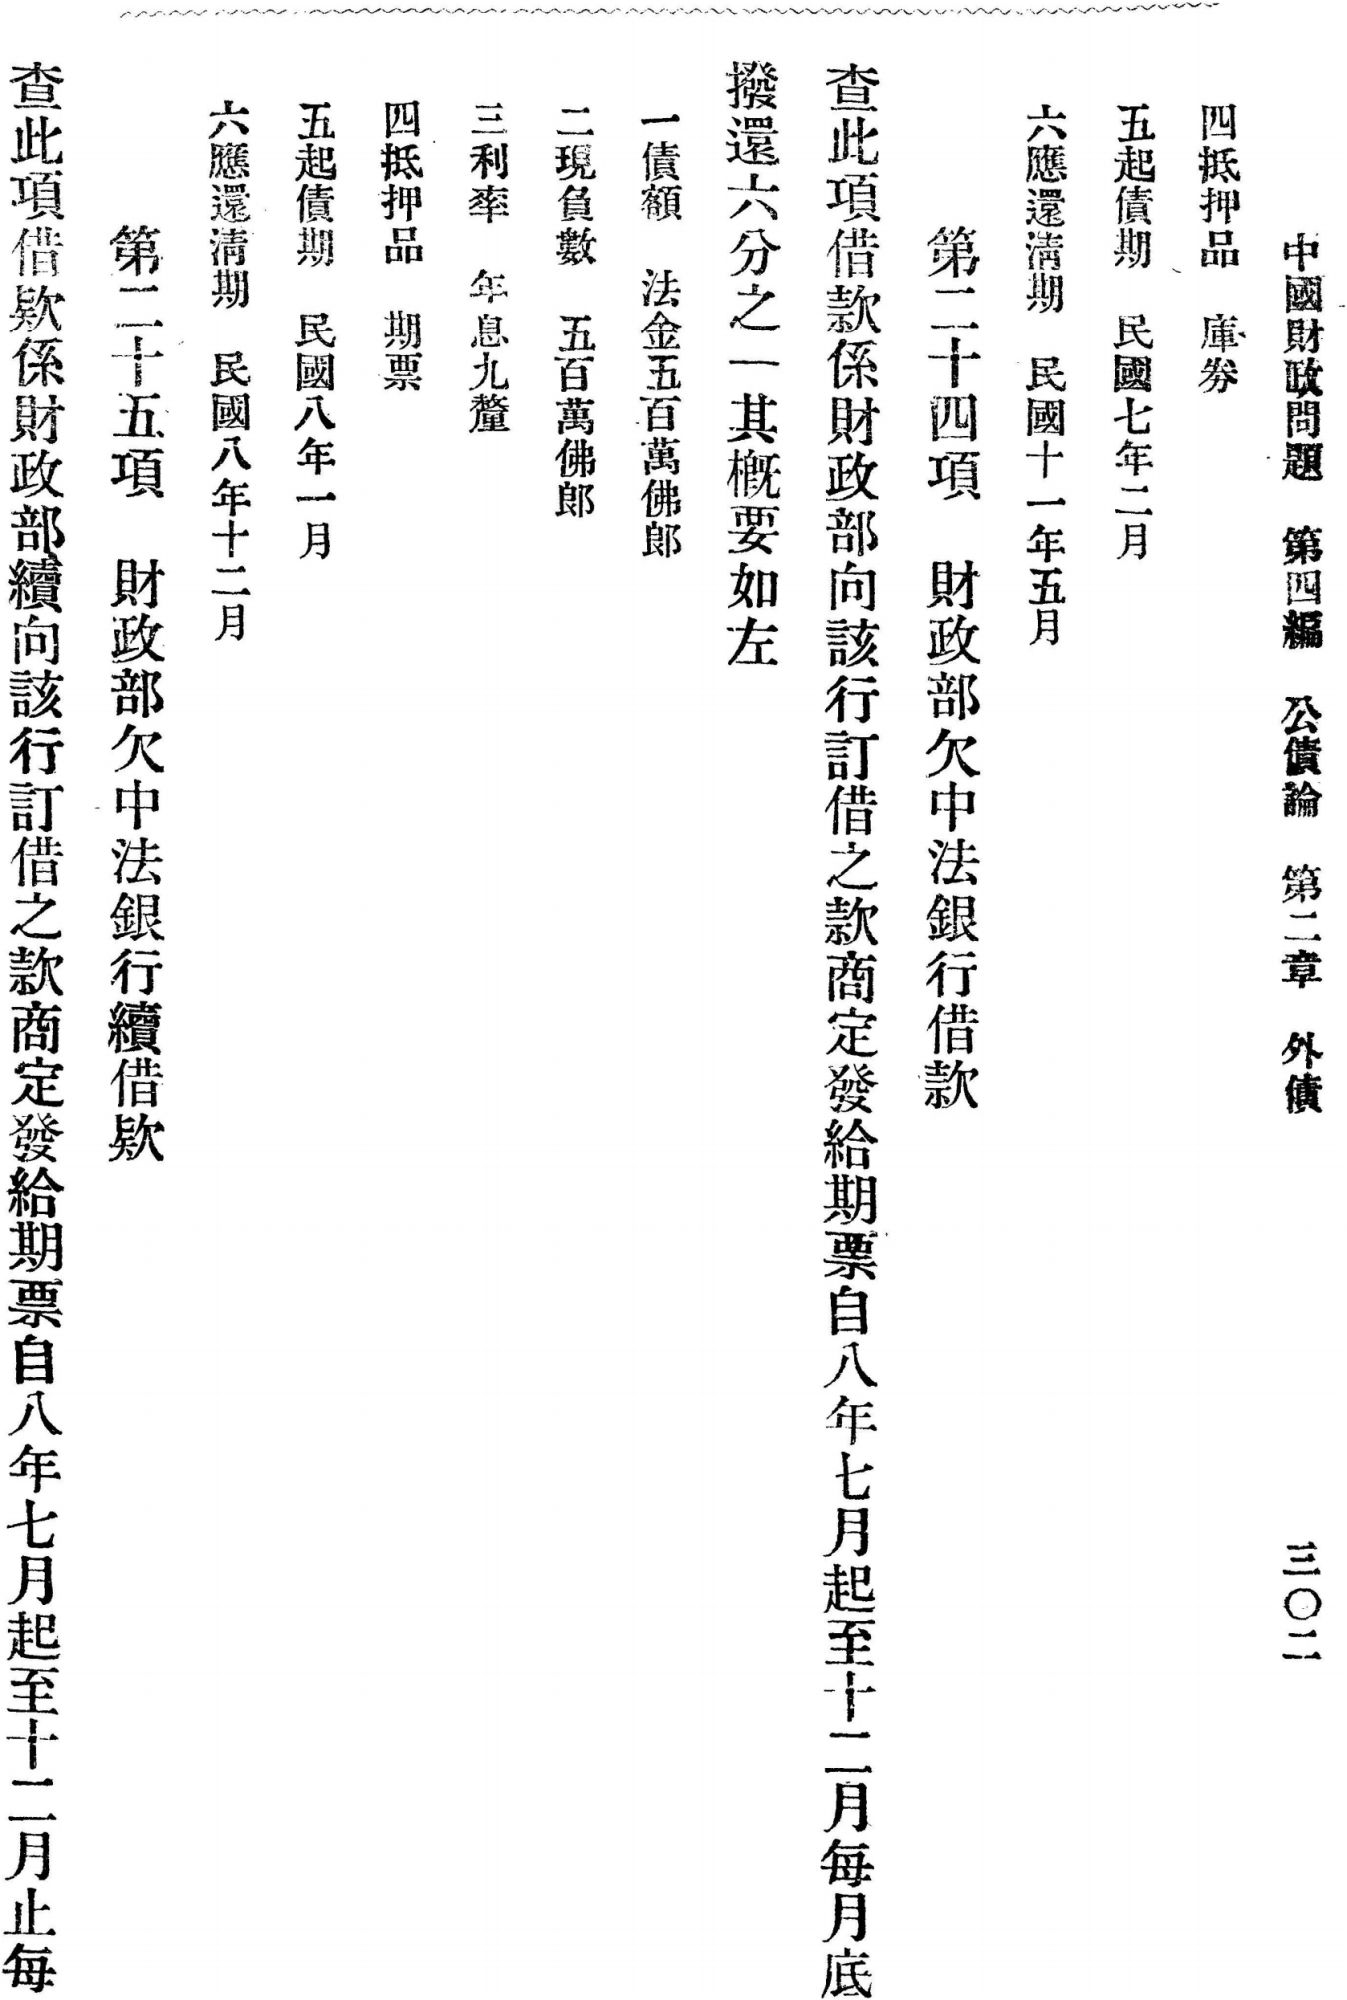 中國財政問題　第四編　公債論　第二章　外債　三〇二
四抵押品　庫券
五起債期　民國七年二月
六應還淸期　民國十一年五月
第二十四項　財政部欠中法銀行借款
查此項借款係財政部向該行訂借之款商定發給期票自八年七月起至十二月每月底
撥還六分之一其槪要如左
一債額　法金五百萬佛郎
二現負數　五百萬佛郎
三利率　年息九釐
四抵押品　期票
五起債期　民國八年一月
六應還淸期　民國八年十二月
第二十五項　財政部欠中法銀行續借欵
查此項借欵係財政部續向該行訂借之款商定發給期票自八年七月起至十二月止每